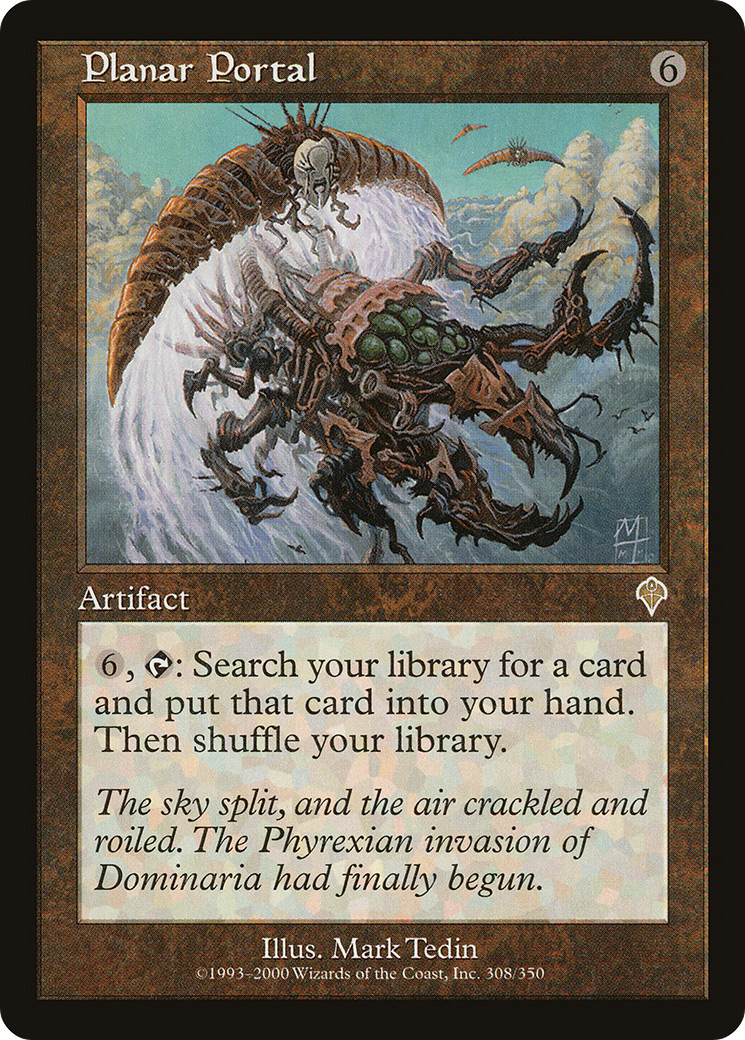 Planar Portal
6
Artifact
6, : Search your library for a card
and put that card into your hand.
Then shuffle your library.
The sky split, and the air crackled and
roiled. The Phyrexian invasion of
Dominaria had finally begun.
Illus. Mark Tedin
©1993–2000 Wizards of the Coast, Inc. 308/350